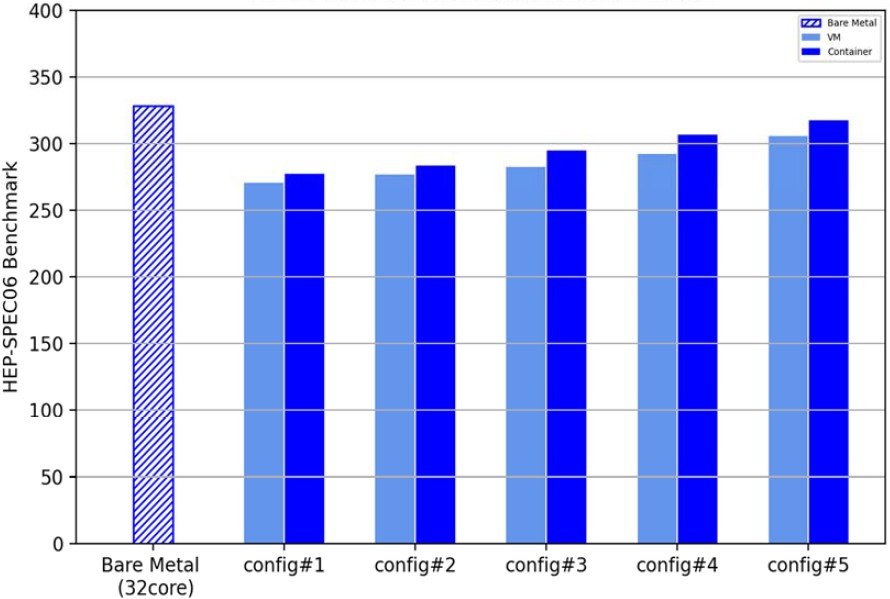 400
350
300
250
200
150
100
50
0
HEP-SPEC06 Benchmark
Bare Metal
VM
Container
Bare Metal
(32core)
config#1
config#2
config#3
config#4
config#5